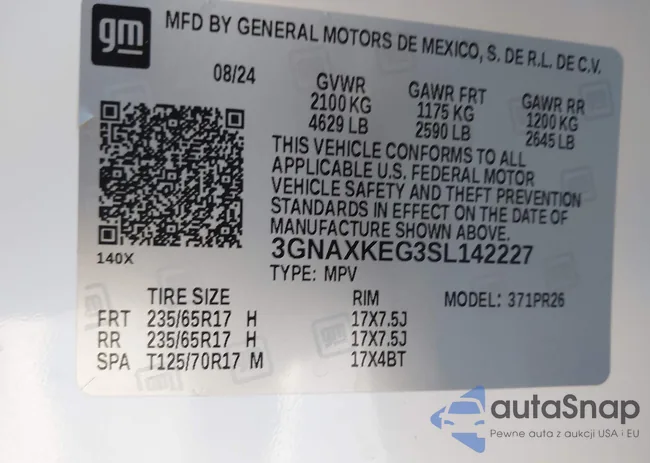 gm
MFD BY GENERAL MOTORS DE MEXICO, S. DE R.L. DE C.V.
08/24
GVWR
2100 KG
4629 LB
GAWR FRT
1175 KG
2590 LB
GAWR RR
1200 KG
2645 LB
THIS VEHICLE CONFORMS TO ALL
APPLICABLE U.S. FEDERAL MOTOR
VEHICLE SAFETY AND THEFT PREVENTION
STANDARDS IN EFFECT ON THE DATE OF
MANUFACTURE SHOWN ABOVE.
140X
3GNAXKEG3SL142227
TYPE: MPV
MODEL: 371PR26
TIRE SIZE RIM
FRT 235/65R17 H 17X7.5J
RR 235/65R17 H 17X7.5J
SPA T125/70R17 M 17X4BT
autaSnap
Pewne auta z aukcji USA i EU